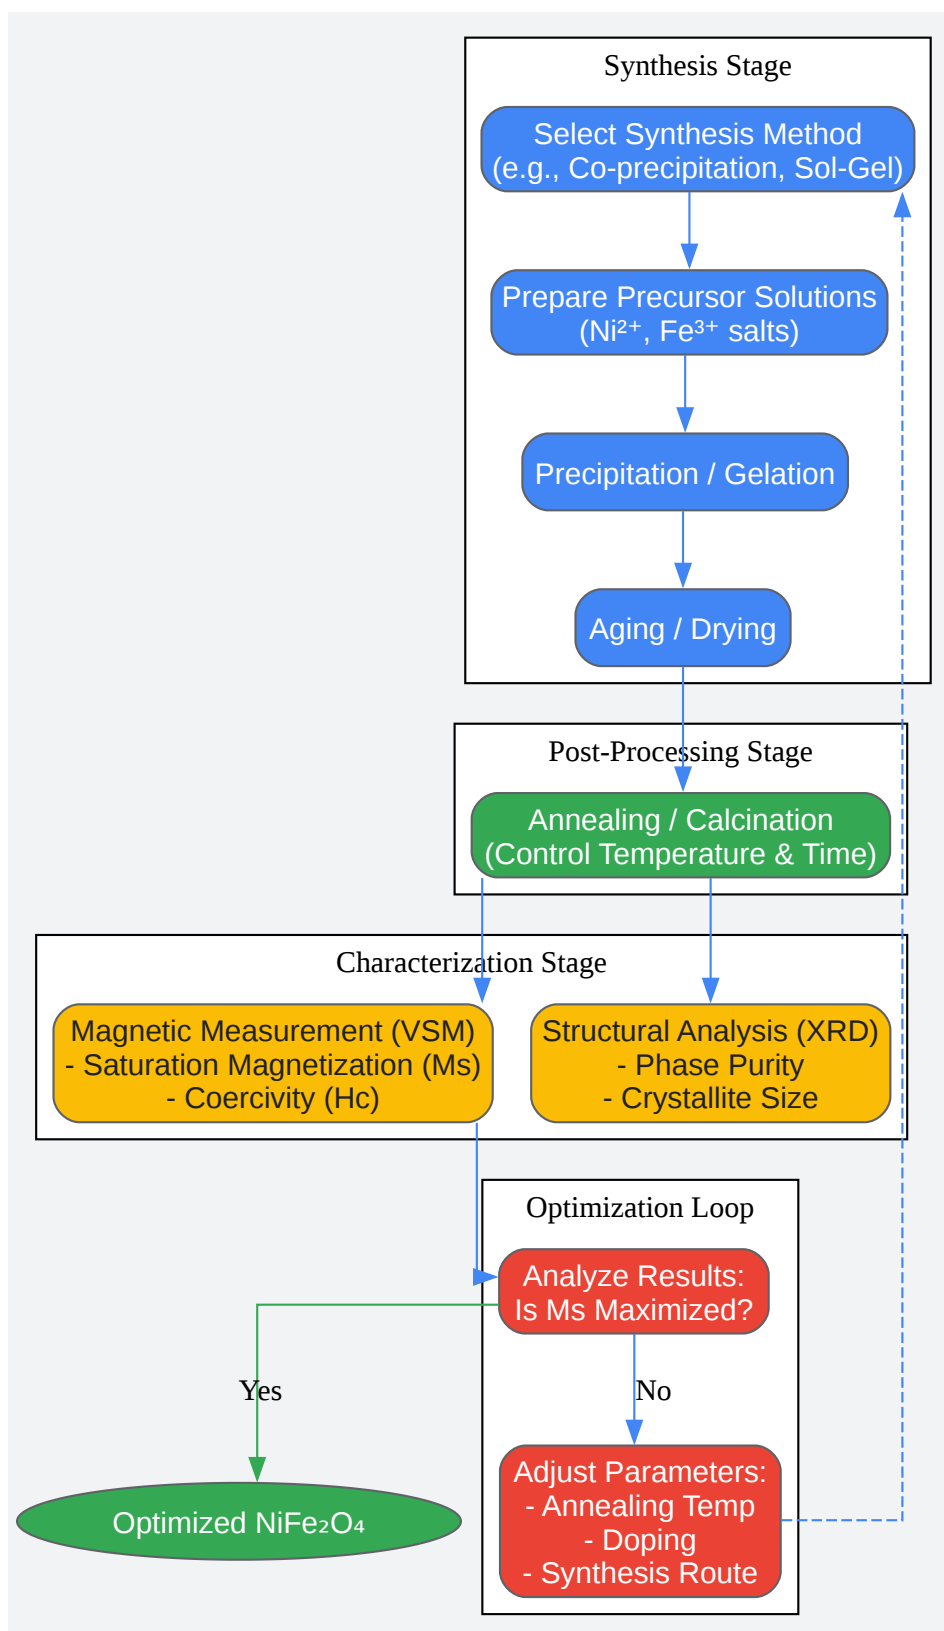 Synthesis Stage
Select Synthesis Method
(e.g., Co-precipitation, Sol-Gel)
Prepare Precursor Solutions
(Ni²⁺, Fe³⁺ salts)
Precipitation / Gelation
Aging / Drying
Post-Processing Stage
Annealing / Calcination
(Control Temperature & Time)
Characterization Stage
Magnetic Measurement (VSM)
- Saturation Magnetization (Ms)
- Coercivity (Hc)
Structural Analysis (XRD)
- Phase Purity
- Crystallite Size
Optimization Loop
Analyze Results:
Is Ms Maximized?
Yes
No
Optimized NiFe₂O₄
Adjust Parameters:
- Annealing Temp
- Doping
- Synthesis Route